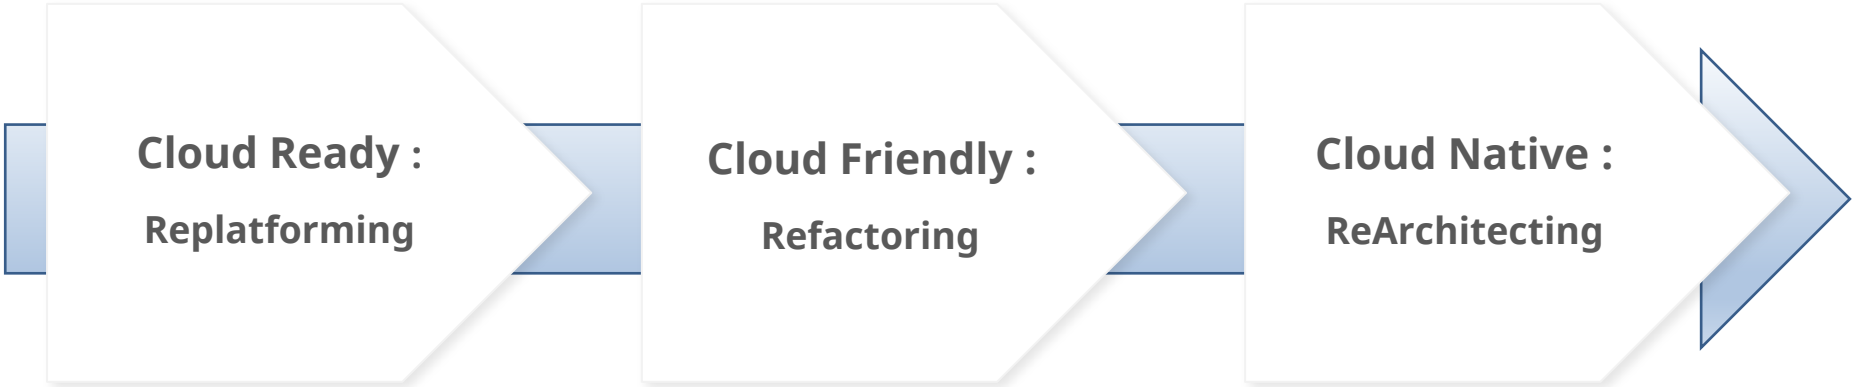 Cloud Ready :
Replatforming
Cloud Friendly :
Refactoring
Cloud Native :
ReArchitecting